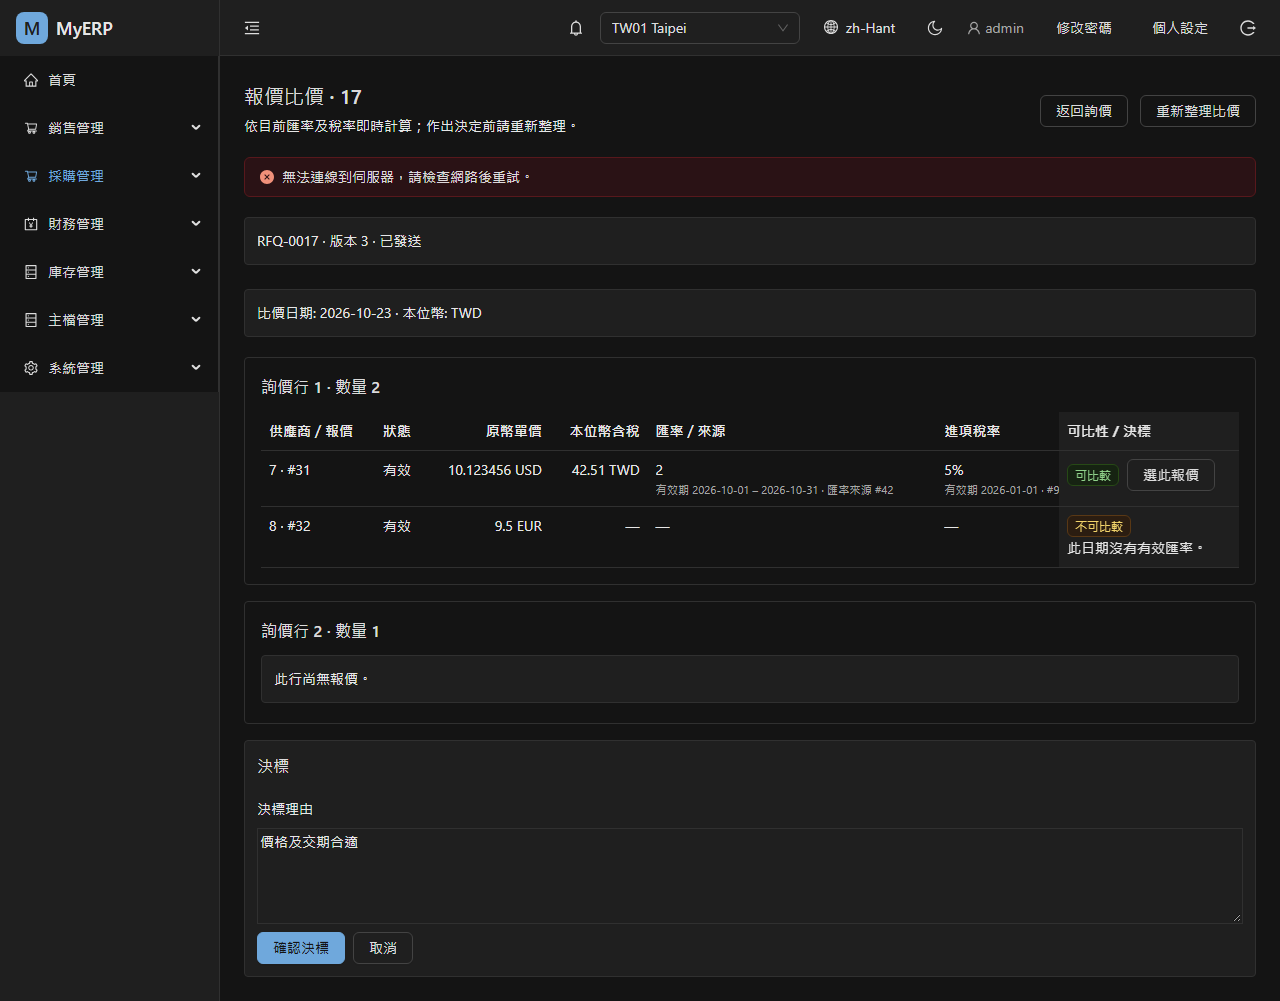 M MyERP
TW01 Taipei
zh-Hant
admin
修改密碼
個人設定
首頁
銷售管理
採購管理
財務管理
庫存管理
主檔管理
系統管理
報價比價 · 17
依目前匯率及稅率即時計算；作出決定前請重新整理。
返回詢價
重新整理比價
無法連線到伺服器，請檢查網路後重試。
RFQ-0017 · 版本 3 · 已發送
比價日期: 2026-10-23 · 本位幣: TWD
詢價行 1 · 數量 2
供應商 / 報價 狀態 原幣單價 本位幣含稅 匯率 / 來源 進項稅率 可比性 / 決標
7 · #31 有效 10.123456 USD 42.51 TWD 2 5% 可比較 選此報價
有效期 2026-10-01 – 2026-10-31 · 匯率來源 #42 有效期 2026-01-01 · #9
8 · #32 有效 9.5 EUR — — — 不可比較
此日期沒有有效匯率。
詢價行 2 · 數量 1
此行尚無報價。
決標
決標理由
價格及交期合適
確認決標 取消